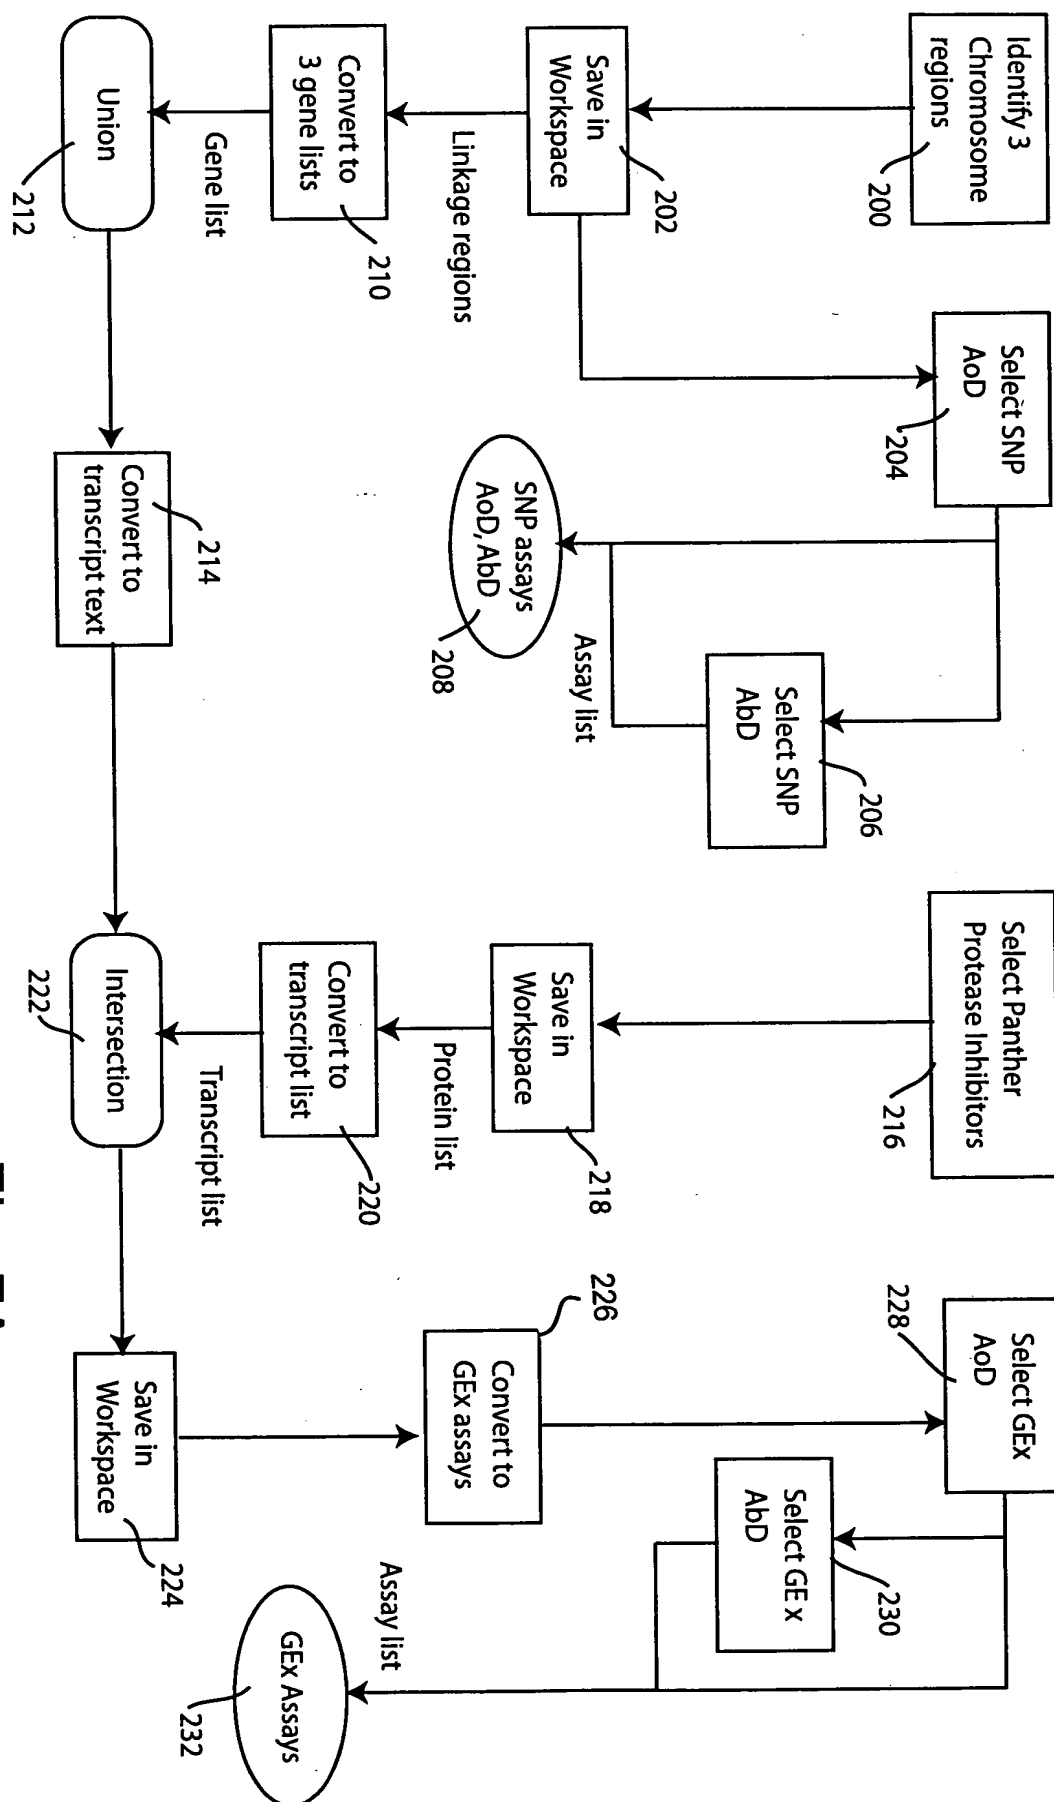 Identify 3
Chromosome
regions
200
Save in
Workspace
202
Linkage regions
Convert to
3 gene lists
210
Gene list
Union
212
Select SNP
AoD
204
Select SNP
AbD
206
Assay list
SNP assays
AoD, AbD
208
Convert to
transcript text
214
Select Panther
Protease Inhibitors
216
Save in
Workspace
218
Protein list
Convert to
transcript list
220
Transcript list
Intersection
222
Save in
Workspace
224
Convert to
GEx assays
226
Select GEx
AoD
228
Select GE x
AbD
230
Assay list
GEx Assays
232